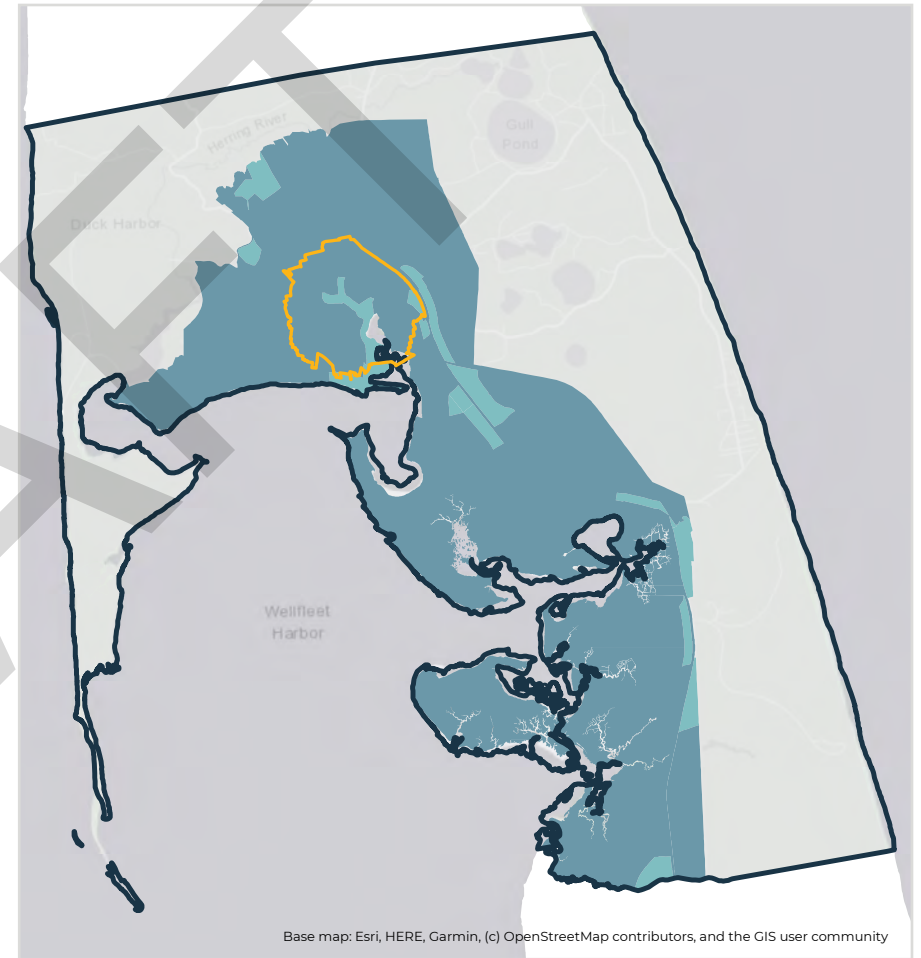 Herring River
Gull
Pond
Duck Harbor
Wellfleet
Harbor
Base map: Esri, HERE, Garmin, (c) OpenStreetMap contributors, and the GIS user community